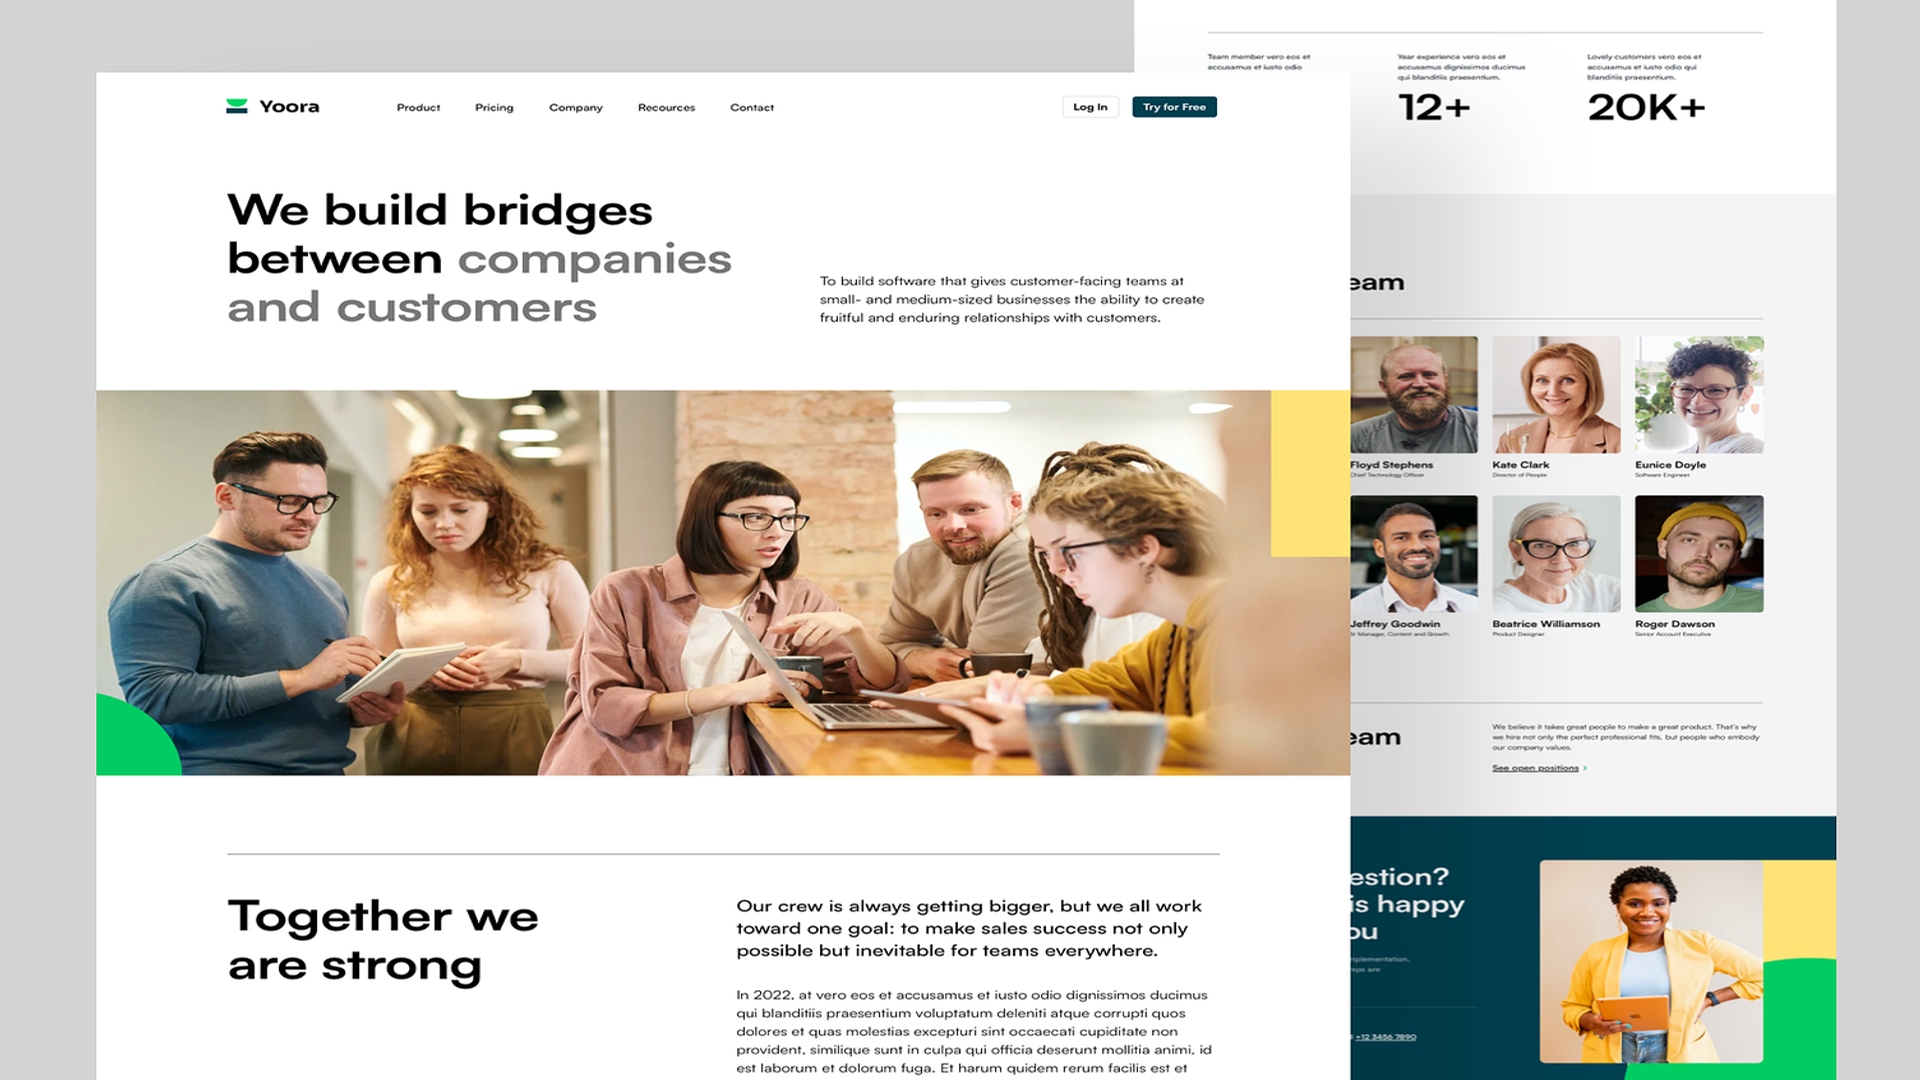 Yoora
Product
Pricing
Company
Recources
Contact
Log In
Try for Free
We build bridges
between companies
and customers
To build software that gives customer-facing teams at
small- and medium-sized businesses the ability to create
fruitful and enduring relationships with customers.
Together we
are strong
Our crew is always getting bigger, but we all work
toward one goal: to make sales success not only
possible but inevitable for teams everywhere.
In 2022, at vero eos et accusamus et iusto odio dignissimos ducimus
qui blanditiis praesentium voluptatum deleniti atque corrupti quos
dolores et quas molestias excepturi sint occaecati cupiditate non
provident, similique sunt in culpa qui officia deserunt mollitia animi, id
est laborum et dolorum fuga. Et harum quidem rerum facilis est et
Team member vero eos et
accusamus et iusto odio
Year experience vero eos et
accusamus dignissimos ducimus
qui blanditiis praesentium.
12+
Lovely customers vero eos et
accusamus et iusto odio qui
blanditiis praesentium.
20K+
eam
Floyd Stephens
Chief Technology Officer
Kate Clark
Director of People
Eunice Doyle
Software Engineer
Jeffrey Goodwin
Sr Manager, Content and Growth
Beatrice Williamson
Product Designer
Roger Dawson
Senior Account Executive
eam
We believe it takes great people to make a great product. That's why
we hire not only the perfect professional fits, but people who embody
our company values.
See open positions >
estion?
is happy
ou
mplementation,
reps are
+12 3456 7890